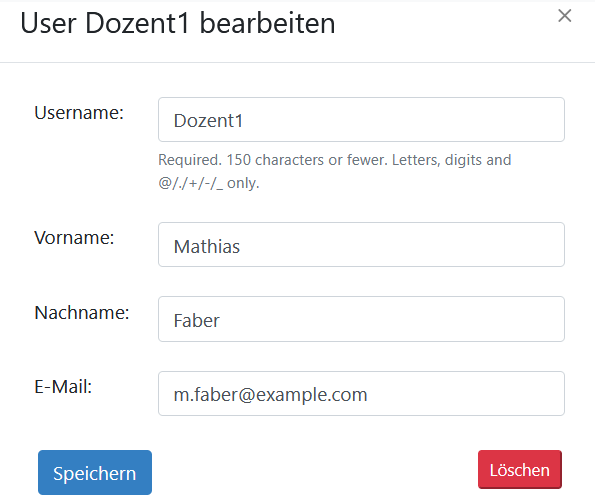 User Dozent1 bearbeiten
×
Username:
Dozent1
Required. 150 characters or fewer. Letters, digits and
@/./+/-/_ only.
Vorname:
Mathias
Nachname:
Faber
E-Mail:
m.faber@example.com
Speichern
Löschen